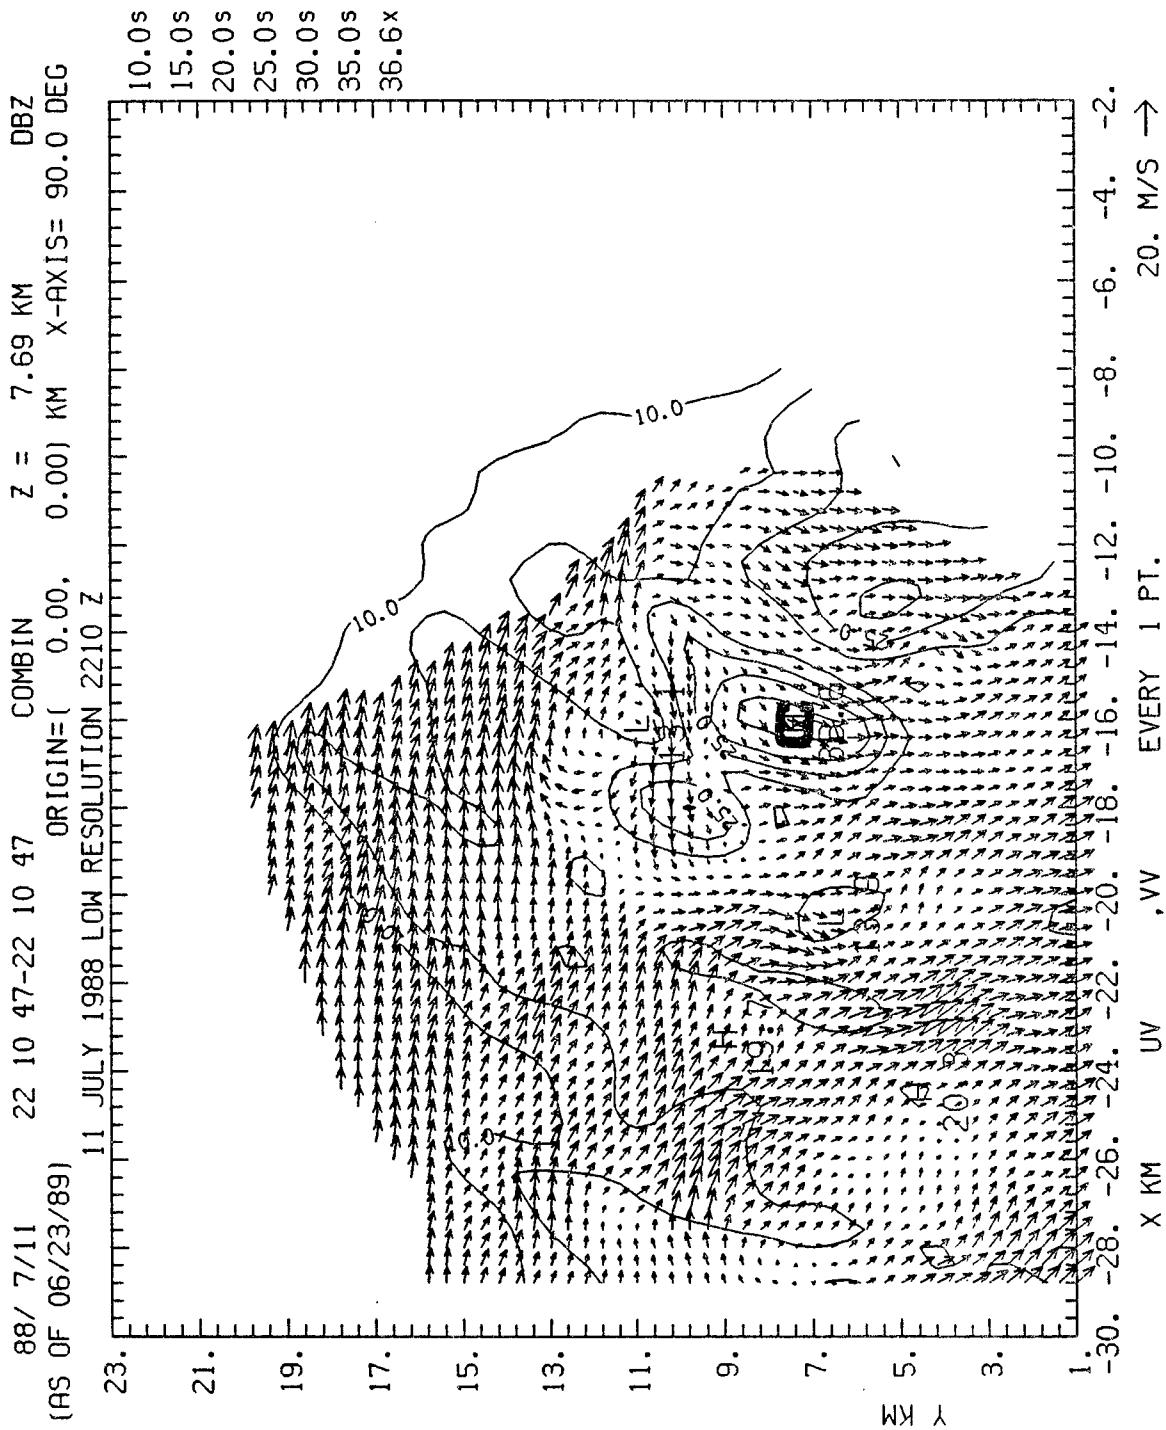 88/ 7/11 22 10 47-22 10 47 COMBIN Z = 7.69 KM DBZ
(AS OF 06/23/89) ORIGIN=( 0.00, 0.00) KM X-AXIS= 90.0 DEG
11 JULY 1988 LOW RESOLUTION 2210 Z
10.0s
15.0s
20.0s
25.0s
30.0s
35.0s
36.6x
23.
21.
19.
17.
15.
13.
11.
9.
7.
5.
3.
1.
Y KM
-30. -28. -26. -24. -22. -20. -18. -16. -14. -12. -10. -8. -6. -4. -2.
X KM UV ,VV EVERY 1 PT. 20. M/S →
10.0
10.0
25.0
25.0
L
L
H
H